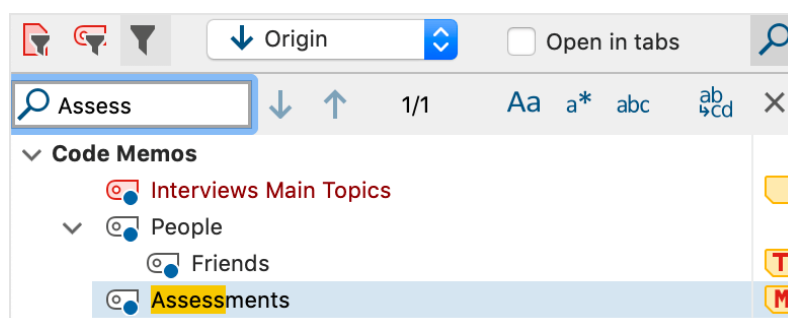 Origin
Open in tabs
Assess
1/1
Aa
a*
abc
ab
cd
Code Memos
Interviews Main Topics
People
Friends
T
Assessments
M